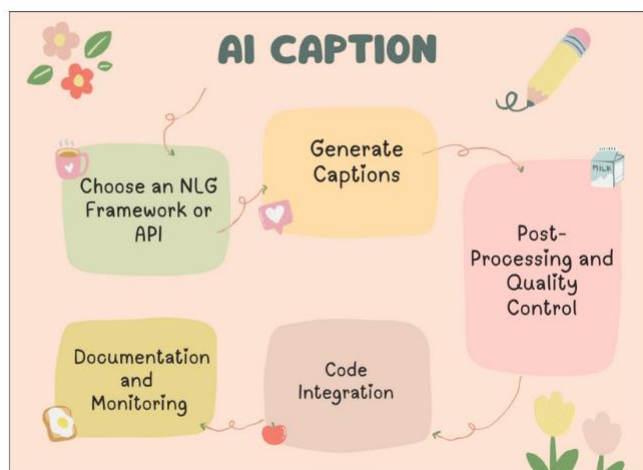 AI CAPTION
Choose an NLG
Framework or
API
Generate
Captions
MILK
Post-
Processing and
Quality
Control
Code
Integration
Documentation
and
Monitoring